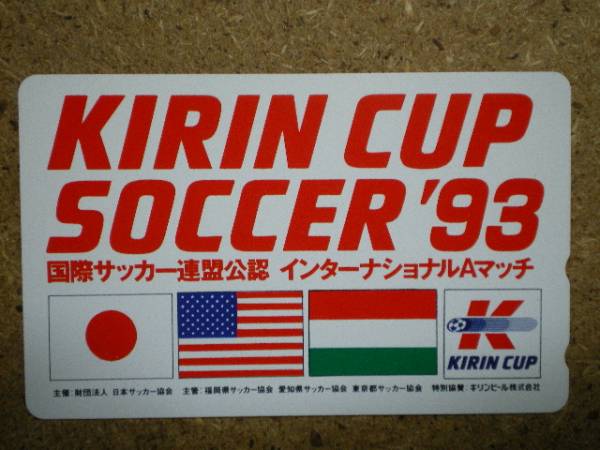 KIRIN CUP
SOCCER '93
国際サッカー連盟公認 インターナショナルAマッチ
K
KIRIN CUP
主催:財団法人 日本サッカー協会 主管:福岡県サッカー協会 愛知県サッカー協会 東京都サッカー協会 特別協賛:キリンビール株式会社